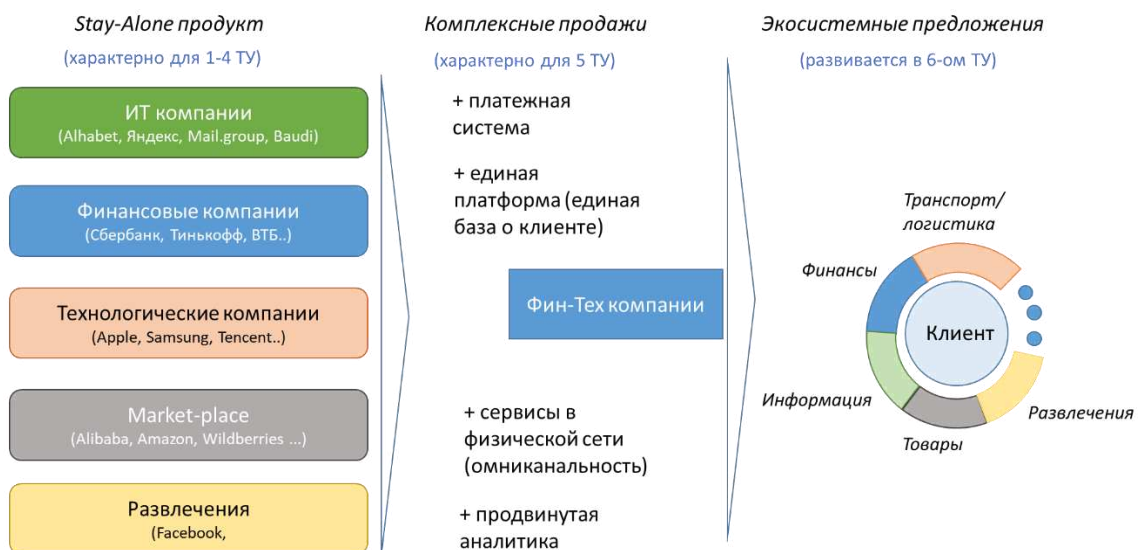 Stay-Alone продукт
(характерно для 1-4 ТУ)
ИТ компании
(Alhabet, Яндекс, Mail.group, Baudi)
Финансовые компании
(Сбербанк, Тинькофф, ВТБ..)
Технологические компании
(Apple, Samsung, Tencent..)
Market-place
(Alibaba, Amazon, Wildberries ...)
Развлечения
(Facebook,
Комплексные продажи
(характерно для 5 ТУ)
+ платежная
система
+ единая
платформа (единая
база о клиенте)
Фин-Тех компании
+ сервисы в
физической сети
(омниканальность)
+ продвинутая
аналитика
Экосистемные предложения
(развивается в 6-ом ТУ)
Транспорт/
логистика
Финансы
Клиент
Информация
Развлечения
Товары